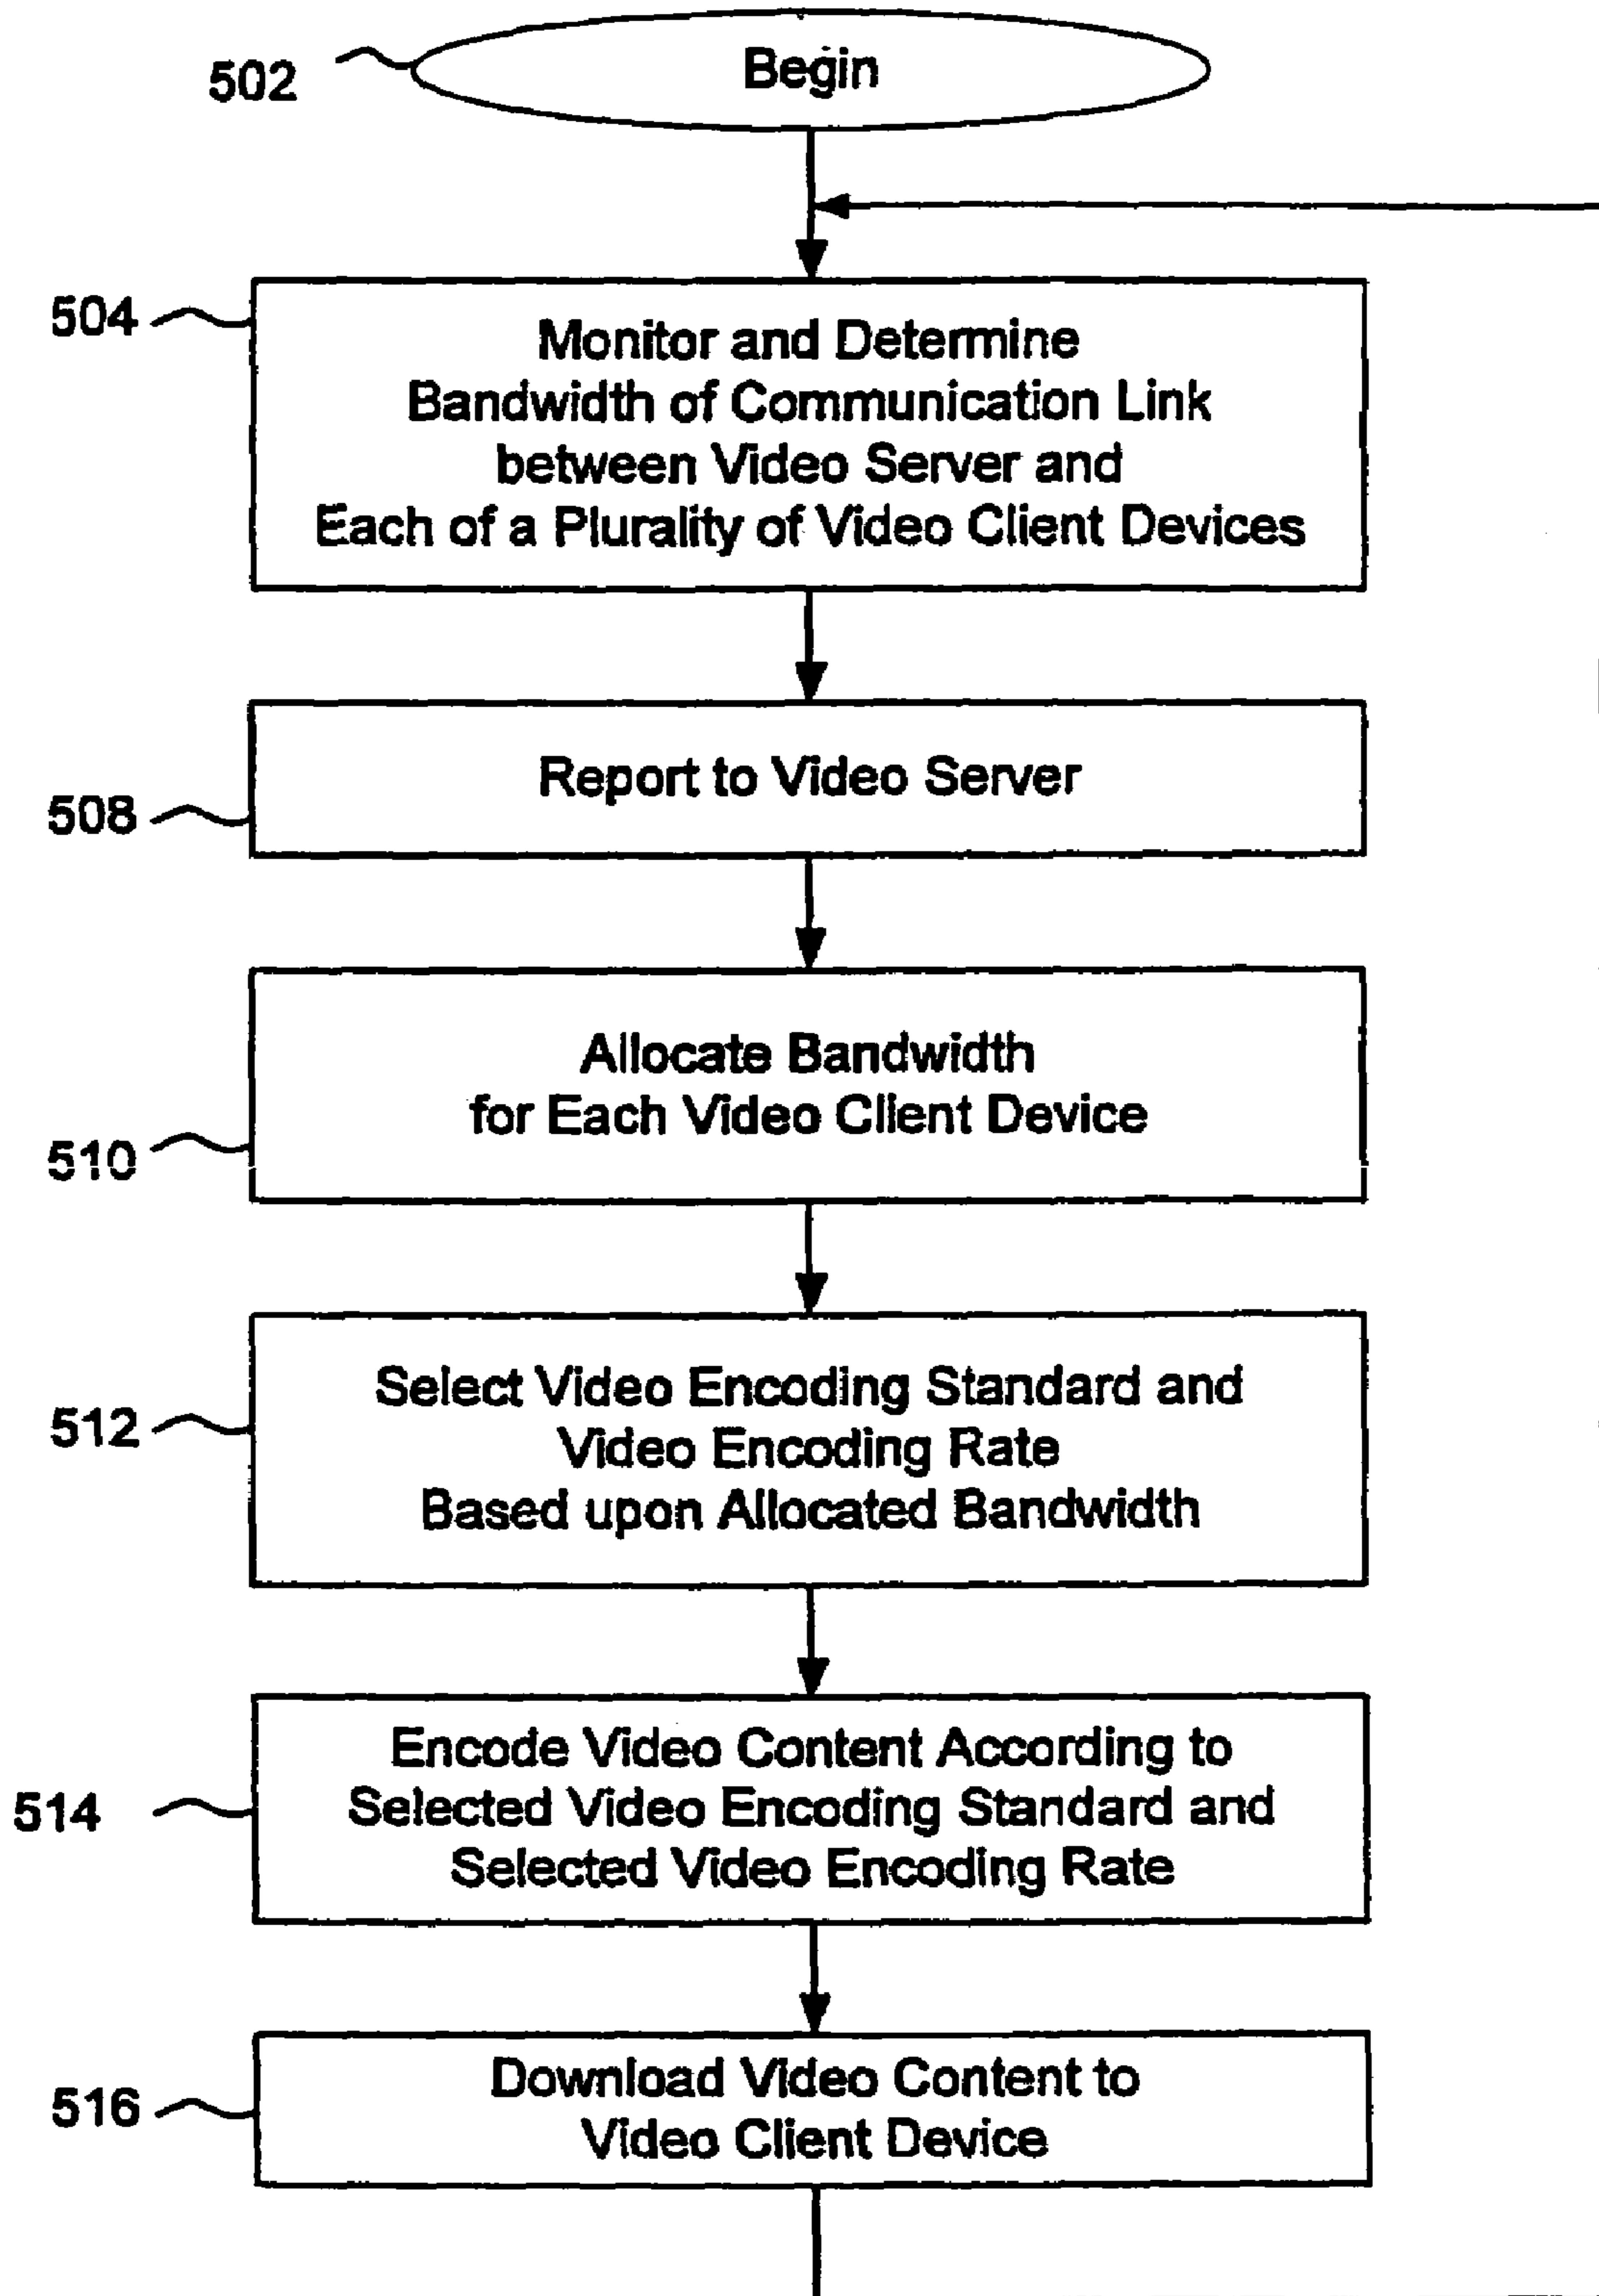 502
Begin
504
Monitor and Determine
Bandwidth of Communication Link
between Video Server and
Each of a Plurality of Video Client Devices
508
Report to Video Server
510
Allocate Bandwidth
for Each Video Client Device
512
Select Video Encoding Standard and
Video Encoding Rate
Based upon Allocated Bandwidth
514
Encode Video Content According to
Selected Video Encoding Standard and
Selected Video Encoding Rate
516
Download Video Content to
Video Client Device